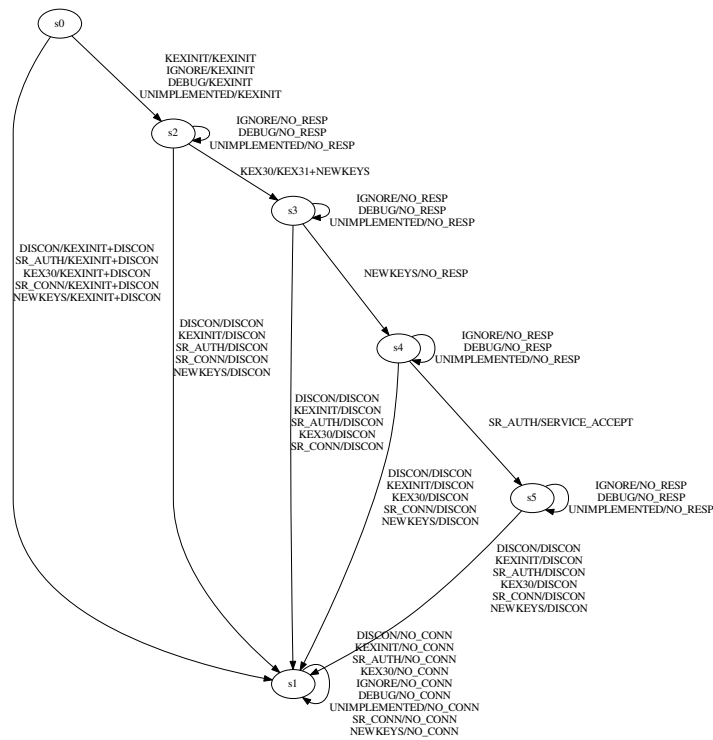 s0
KEXINIT/KEXINIT
IGNORE/KEXINIT
DEBUG/KEXINIT
UNIMPLEMENTED/KEXINIT
s2
IGNORE/NO_RESP
DEBUG/NO_RESP
UNIMPLEMENTED/NO_RESP
KEX30/KEX31+NEWKEYS
s3
IGNORE/NO_RESP
DEBUG/NO_RESP
UNIMPLEMENTED/NO_RESP
DISCON/KEXINIT+DISCON
SR_AUTH/KEXINIT+DISCON
KEX30/KEXINIT+DISCON
SR_CONN/KEXINIT+DISCON
NEWKEYS/KEXINIT+DISCON
NEWKEYS/NO_RESP
DISCON/DISCON
KEXINIT/DISCON
SR_AUTH/DISCON
SR_CONN/DISCON
NEWKEYS/DISCON
s4
IGNORE/NO_RESP
DEBUG/NO_RESP
UNIMPLEMENTED/NO_RESP
DISCON/DISCON
KEXINIT/DISCON
SR_AUTH/DISCON
KEX30/DISCON
SR_CONN/DISCON
SR_AUTH/SERVICE_ACCEPT
DISCON/DISCON
KEXINIT/DISCON
KEX30/DISCON
SR_CONN/DISCON
NEWKEYS/DISCON
s5
IGNORE/NO_RESP
DEBUG/NO_RESP
UNIMPLEMENTED/NO_RESP
DISCON/DISCON
KEXINIT/DISCON
SR_AUTH/DISCON
KEX30/DISCON
SR_CONN/DISCON
NEWKEYS/DISCON
s1
DISCON/NO_CONN
KEXINIT/NO_CONN
SR_AUTH/NO_CONN
KEX30/NO_CONN
IGNORE/NO_CONN
DEBUG/NO_CONN
UNIMPLEMENTED/NO_CONN
SR_CONN/NO_CONN
NEWKEYS/NO_CONN